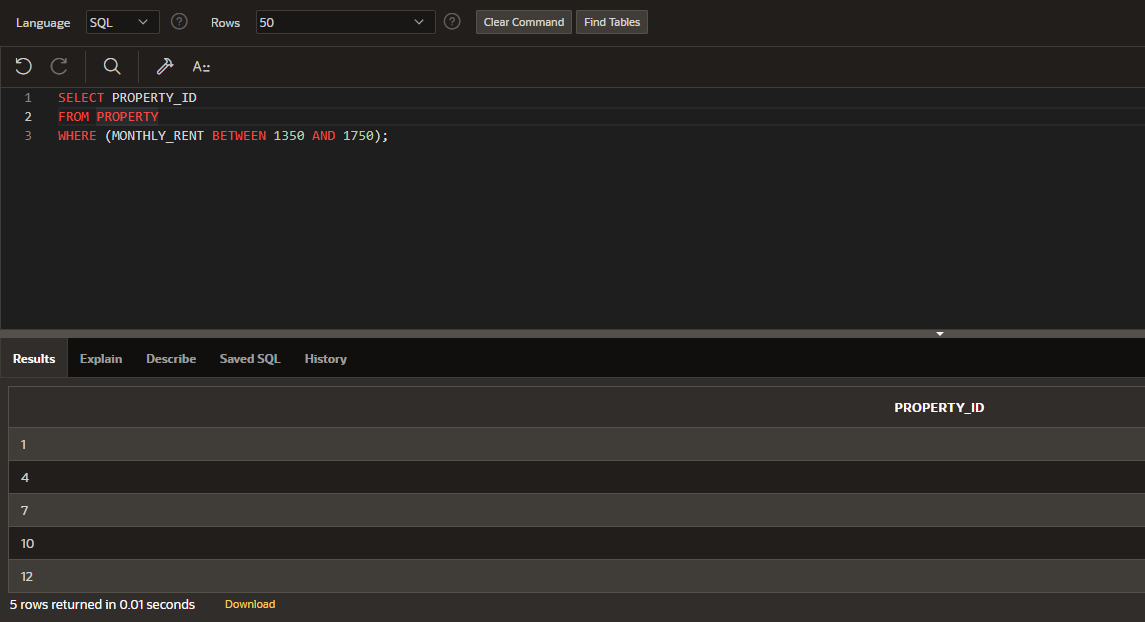 Language SQL ? Rows 50 ? Clear Command Find Tables
A::
1 SELECT PROPERTY_ID
2 FROM PROPERTY
3 WHERE (MONTHLY_RENT BETWEEN 1350 AND 1750);
Results Explain Describe Saved SQL History
PROPERTY_ID
1
4
7
10
12
5 rows returned in 0.01 seconds Download